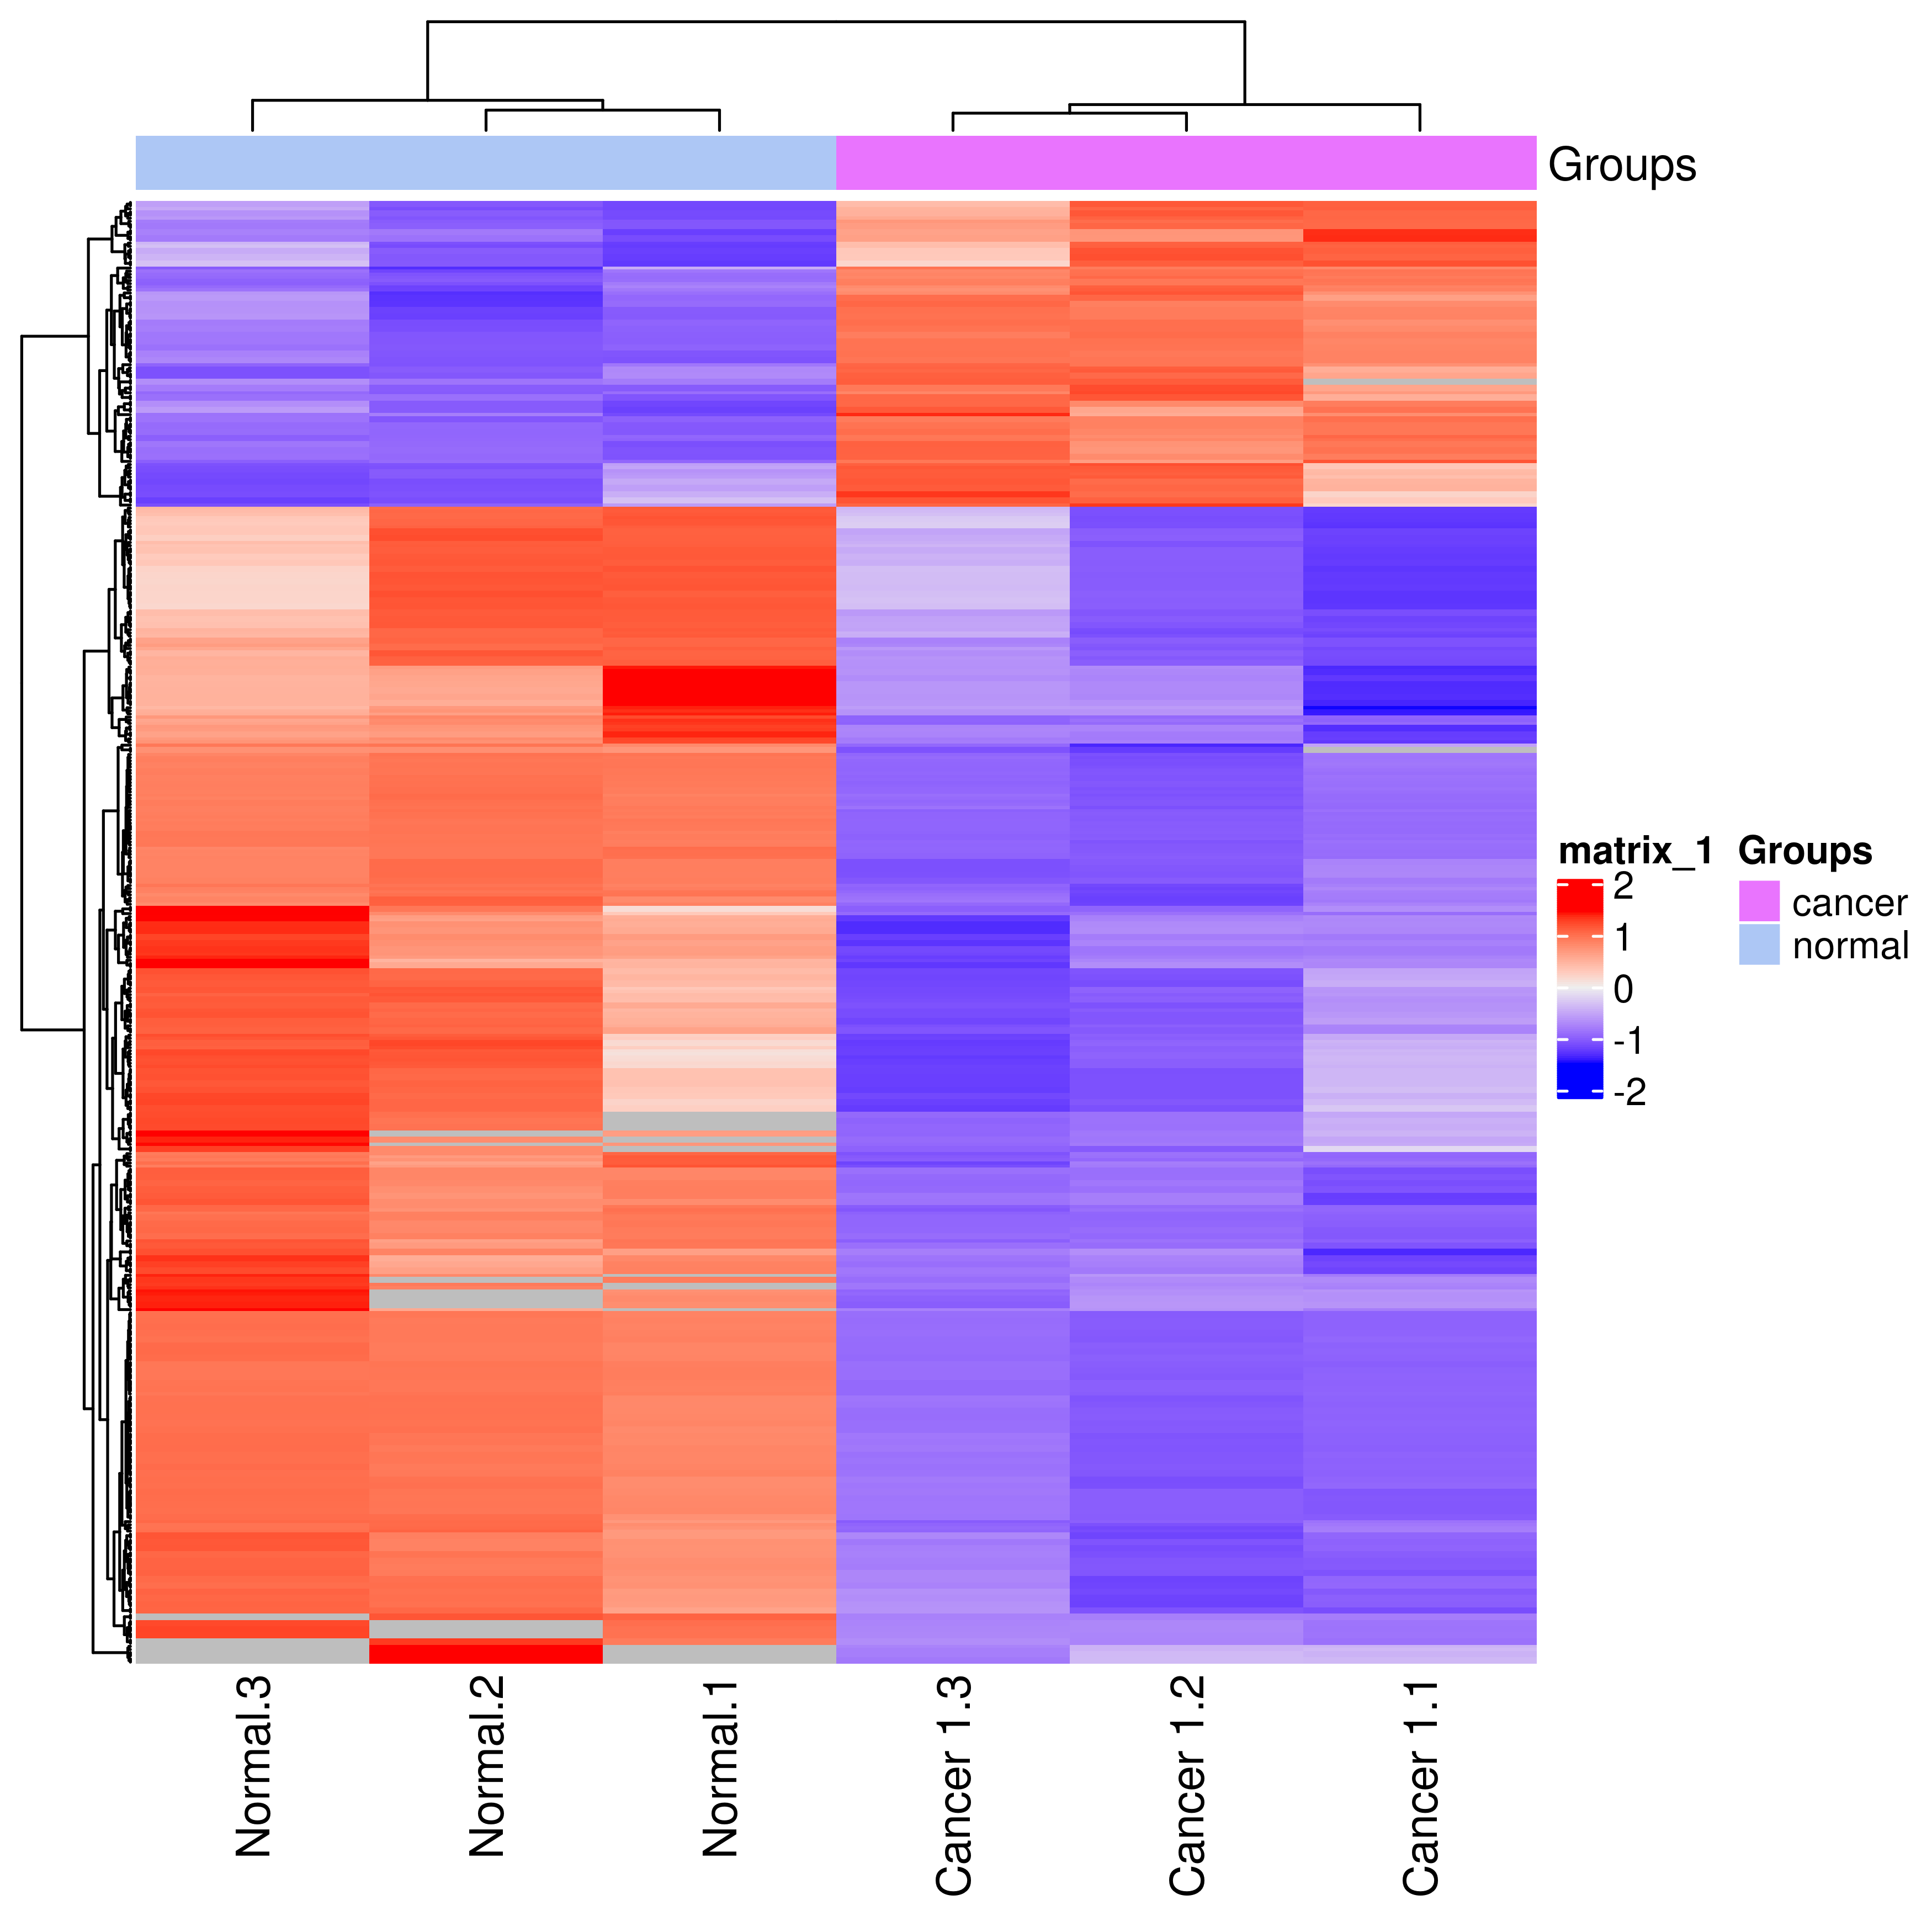 Groups
matrix_1
2
1
0
-1
-2
Groups
cancer
normal
Normal.3
Normal.2
Normal.1
Cancer 1.3
Cancer 1.2
Cancer 1.1